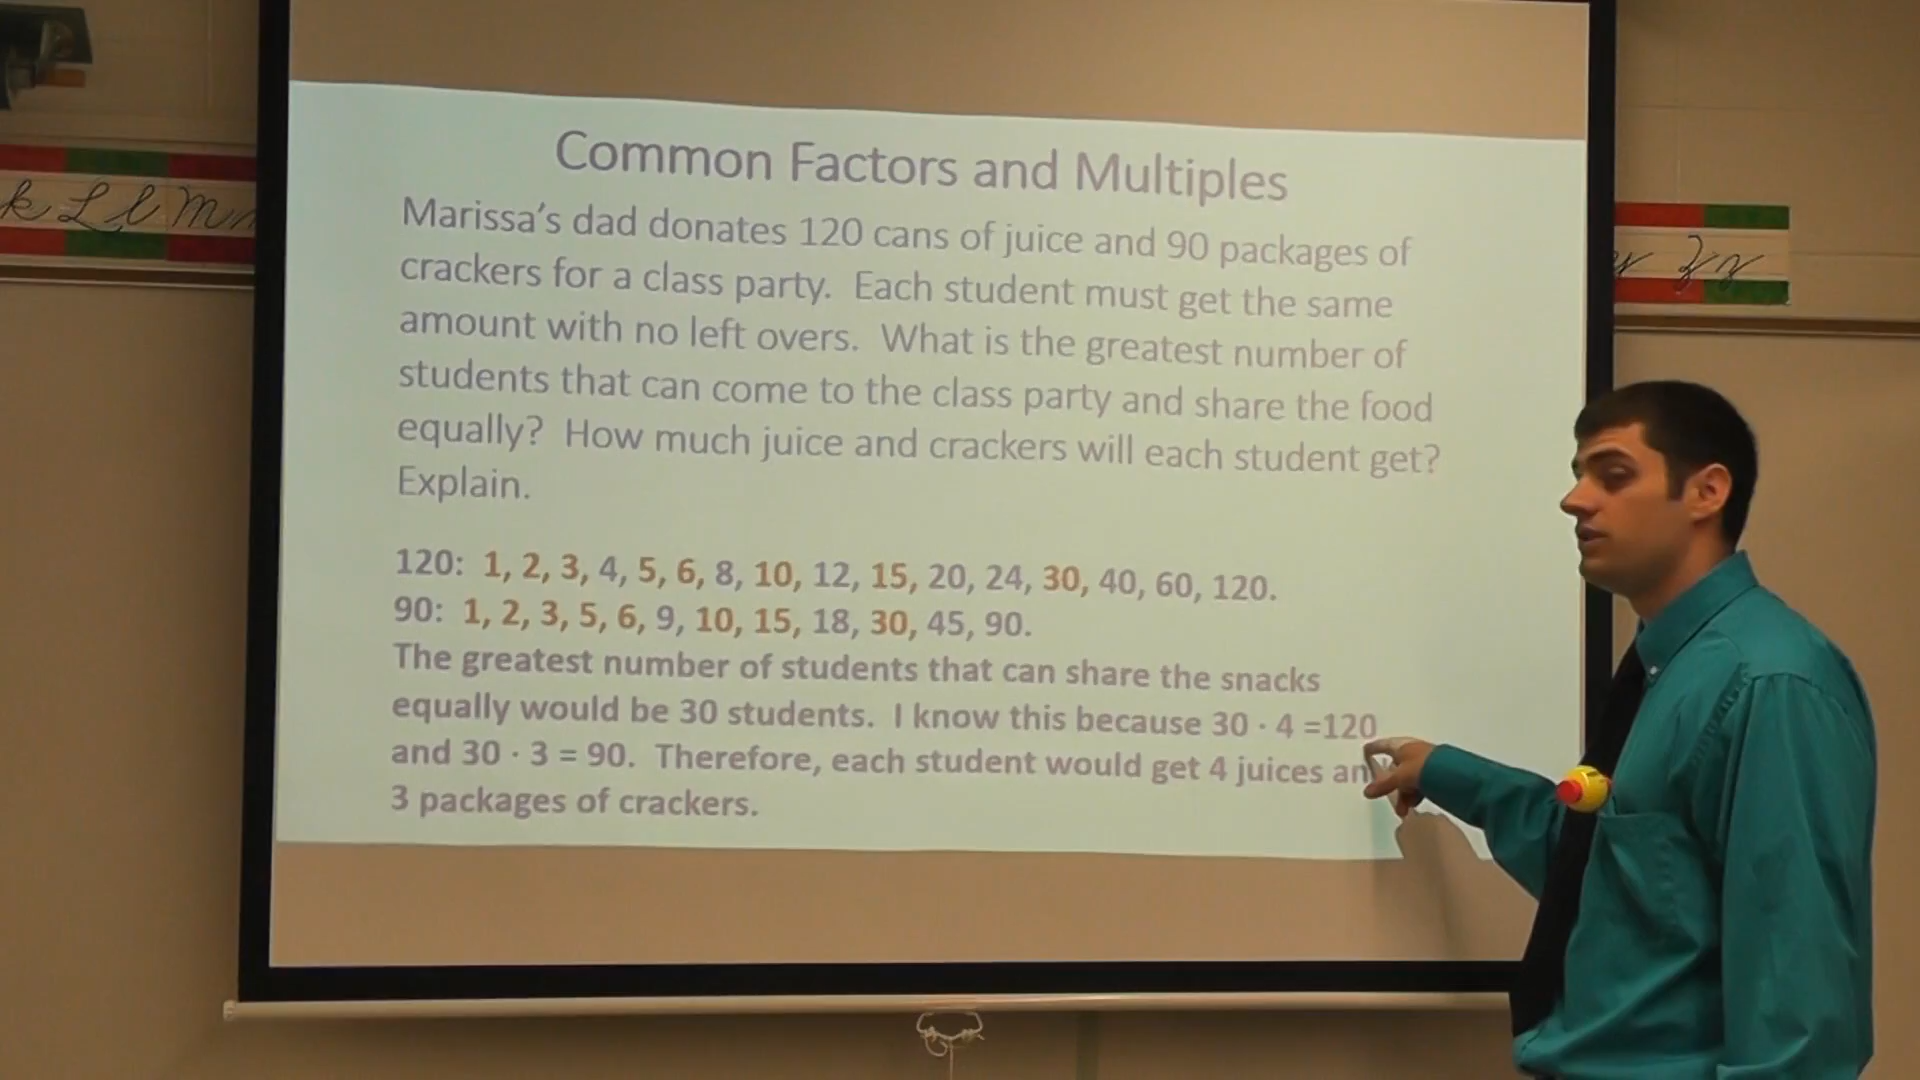 Common Factors and Multiples
Marissa's dad donates 120 cans of juice and 90 packages of
crackers for a class party. Each student must get the same
amount with no left overs. What is the greatest number of
students that can come to the class party and share the food
equally? How much juice and crackers will each student get?
Explain.
120: 1, 2, 3, 4, 5, 6, 8, 10, 12, 15, 20, 24, 30, 40, 60, 120.
90: 1, 2, 3, 5, 6, 9, 10, 15, 18, 30, 45, 90.
The greatest number of students that can share the snacks
equally would be 30 students. I know this because 30 · 4 =120
and 30 · 3 = 90. Therefore, each student would get 4 juices an
3 packages of crackers.
k L l M
z z